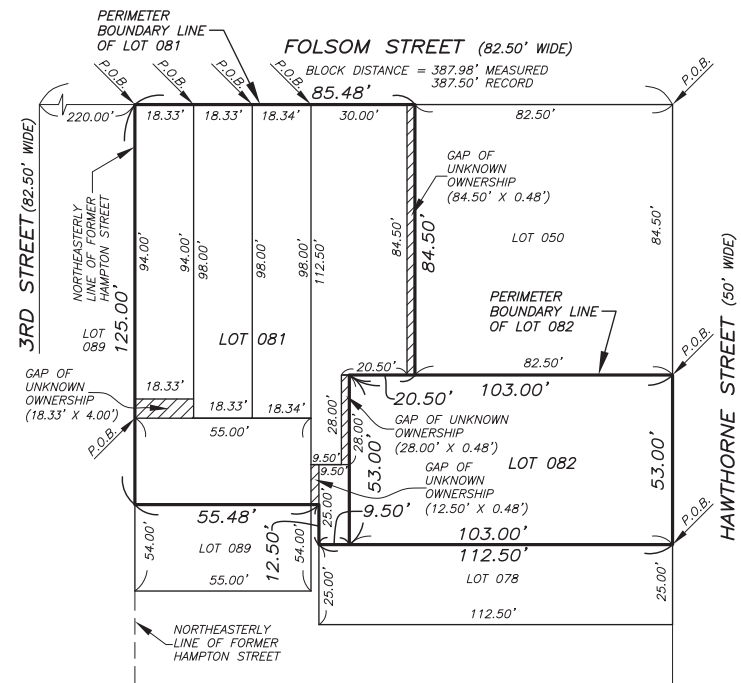 PERIMETER
BOUNDARY LINE
OF LOT 081
FOLSOM STREET (82.50' WIDE)
BLOCK DISTANCE = 387.98' MEASURED
387.50' RECORD
P.O.B.
P.O.B.
P.O.B.
P.O.B.
P.O.B.
85.48'
220.00'
18.33'
18.33'
18.34'
30.00'
82.50'
3RD STREET (82.50' WIDE)
NORTHEASTERLY
LINE OF FORMER
HAMPTON STREET
GAP OF
UNKNOWN
OWNERSHIP
(84.50' X 0.48')
94.00'
94.00'
98.00'
98.00'
98.00'
112.50'
84.50'
84.50'
LOT 050
84.50'
HAWTHORNE STREET (50' WIDE)
125.00'
LOT
089
LOT 081
PERIMETER
BOUNDARY LINE
OF LOT 082
P.O.B.
GAP OF
UNKNOWN
OWNERSHIP
(18.33' X 4.00')
20.50'
82.50'
18.33'
20.50'
103.00'
18.33'
18.34'
P.O.B.
55.00'
28.00'
28.00'
GAP OF UNKNOWN
OWNERSHIP
(28.00' X 0.48')
53.00'
LOT 082
53.00'
9.50'
9.50'
GAP OF
UNKNOWN
OWNERSHIP
(12.50' X 0.48')
25.00'
9.50'
P.O.B.
55.48'
12.50'
103.00'
112.50'
54.00'
LOT 089
54.00'
55.00'
25.00'
LOT 078
25.00'
112.50'
NORTHEASTERLY
LINE OF FORMER
HAMPTON STREET